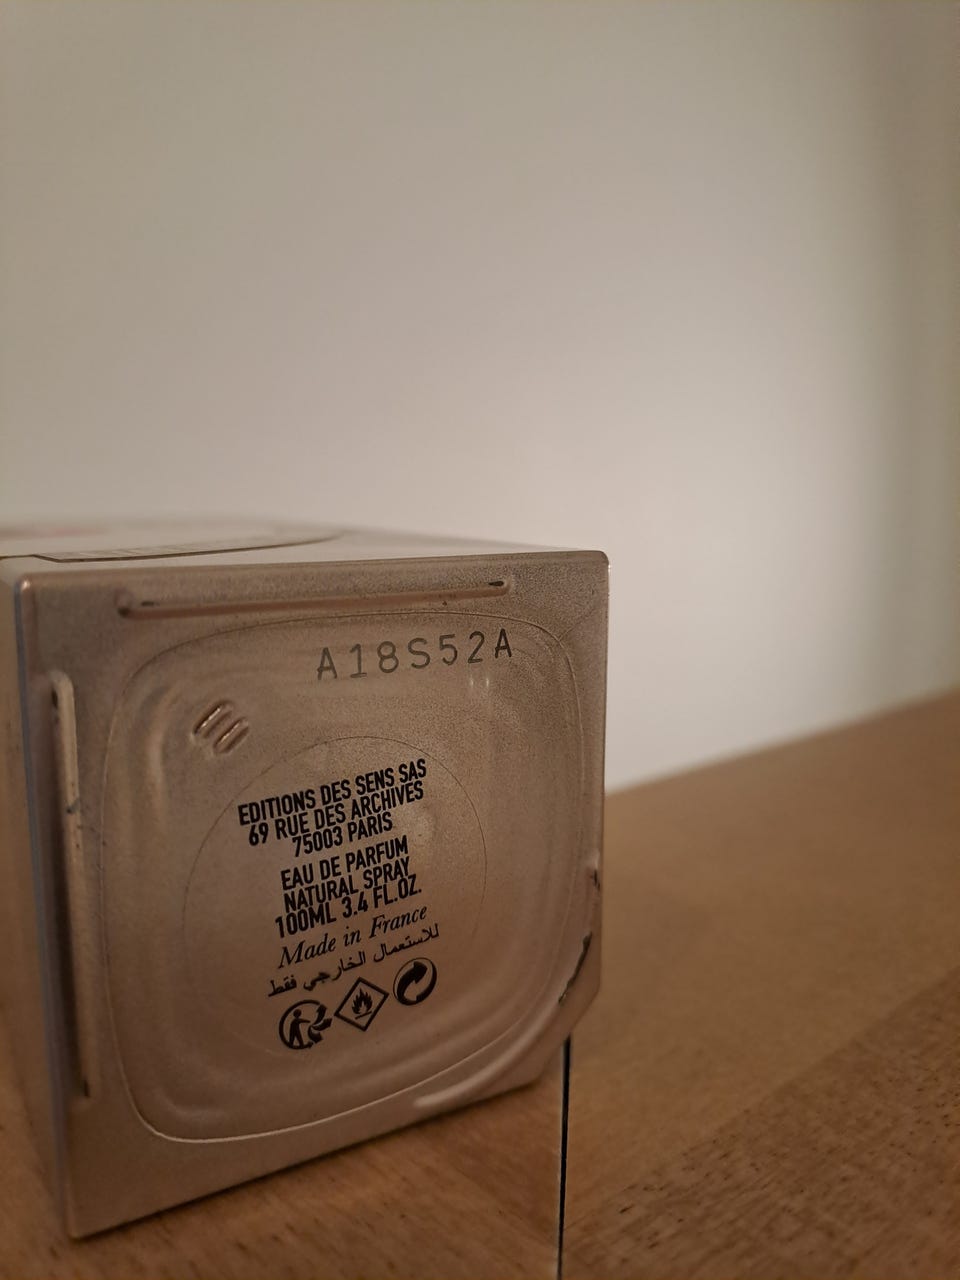 A18S52A
EDITIONS DES SENS SAS
69 RUE DES ARCHIVES
75003 PARIS
EAU DE PARFUM
NATURAL SPRAY
100ML 3.4 FL.OZ.
Made in France
للاستعمال الخارجي فقط